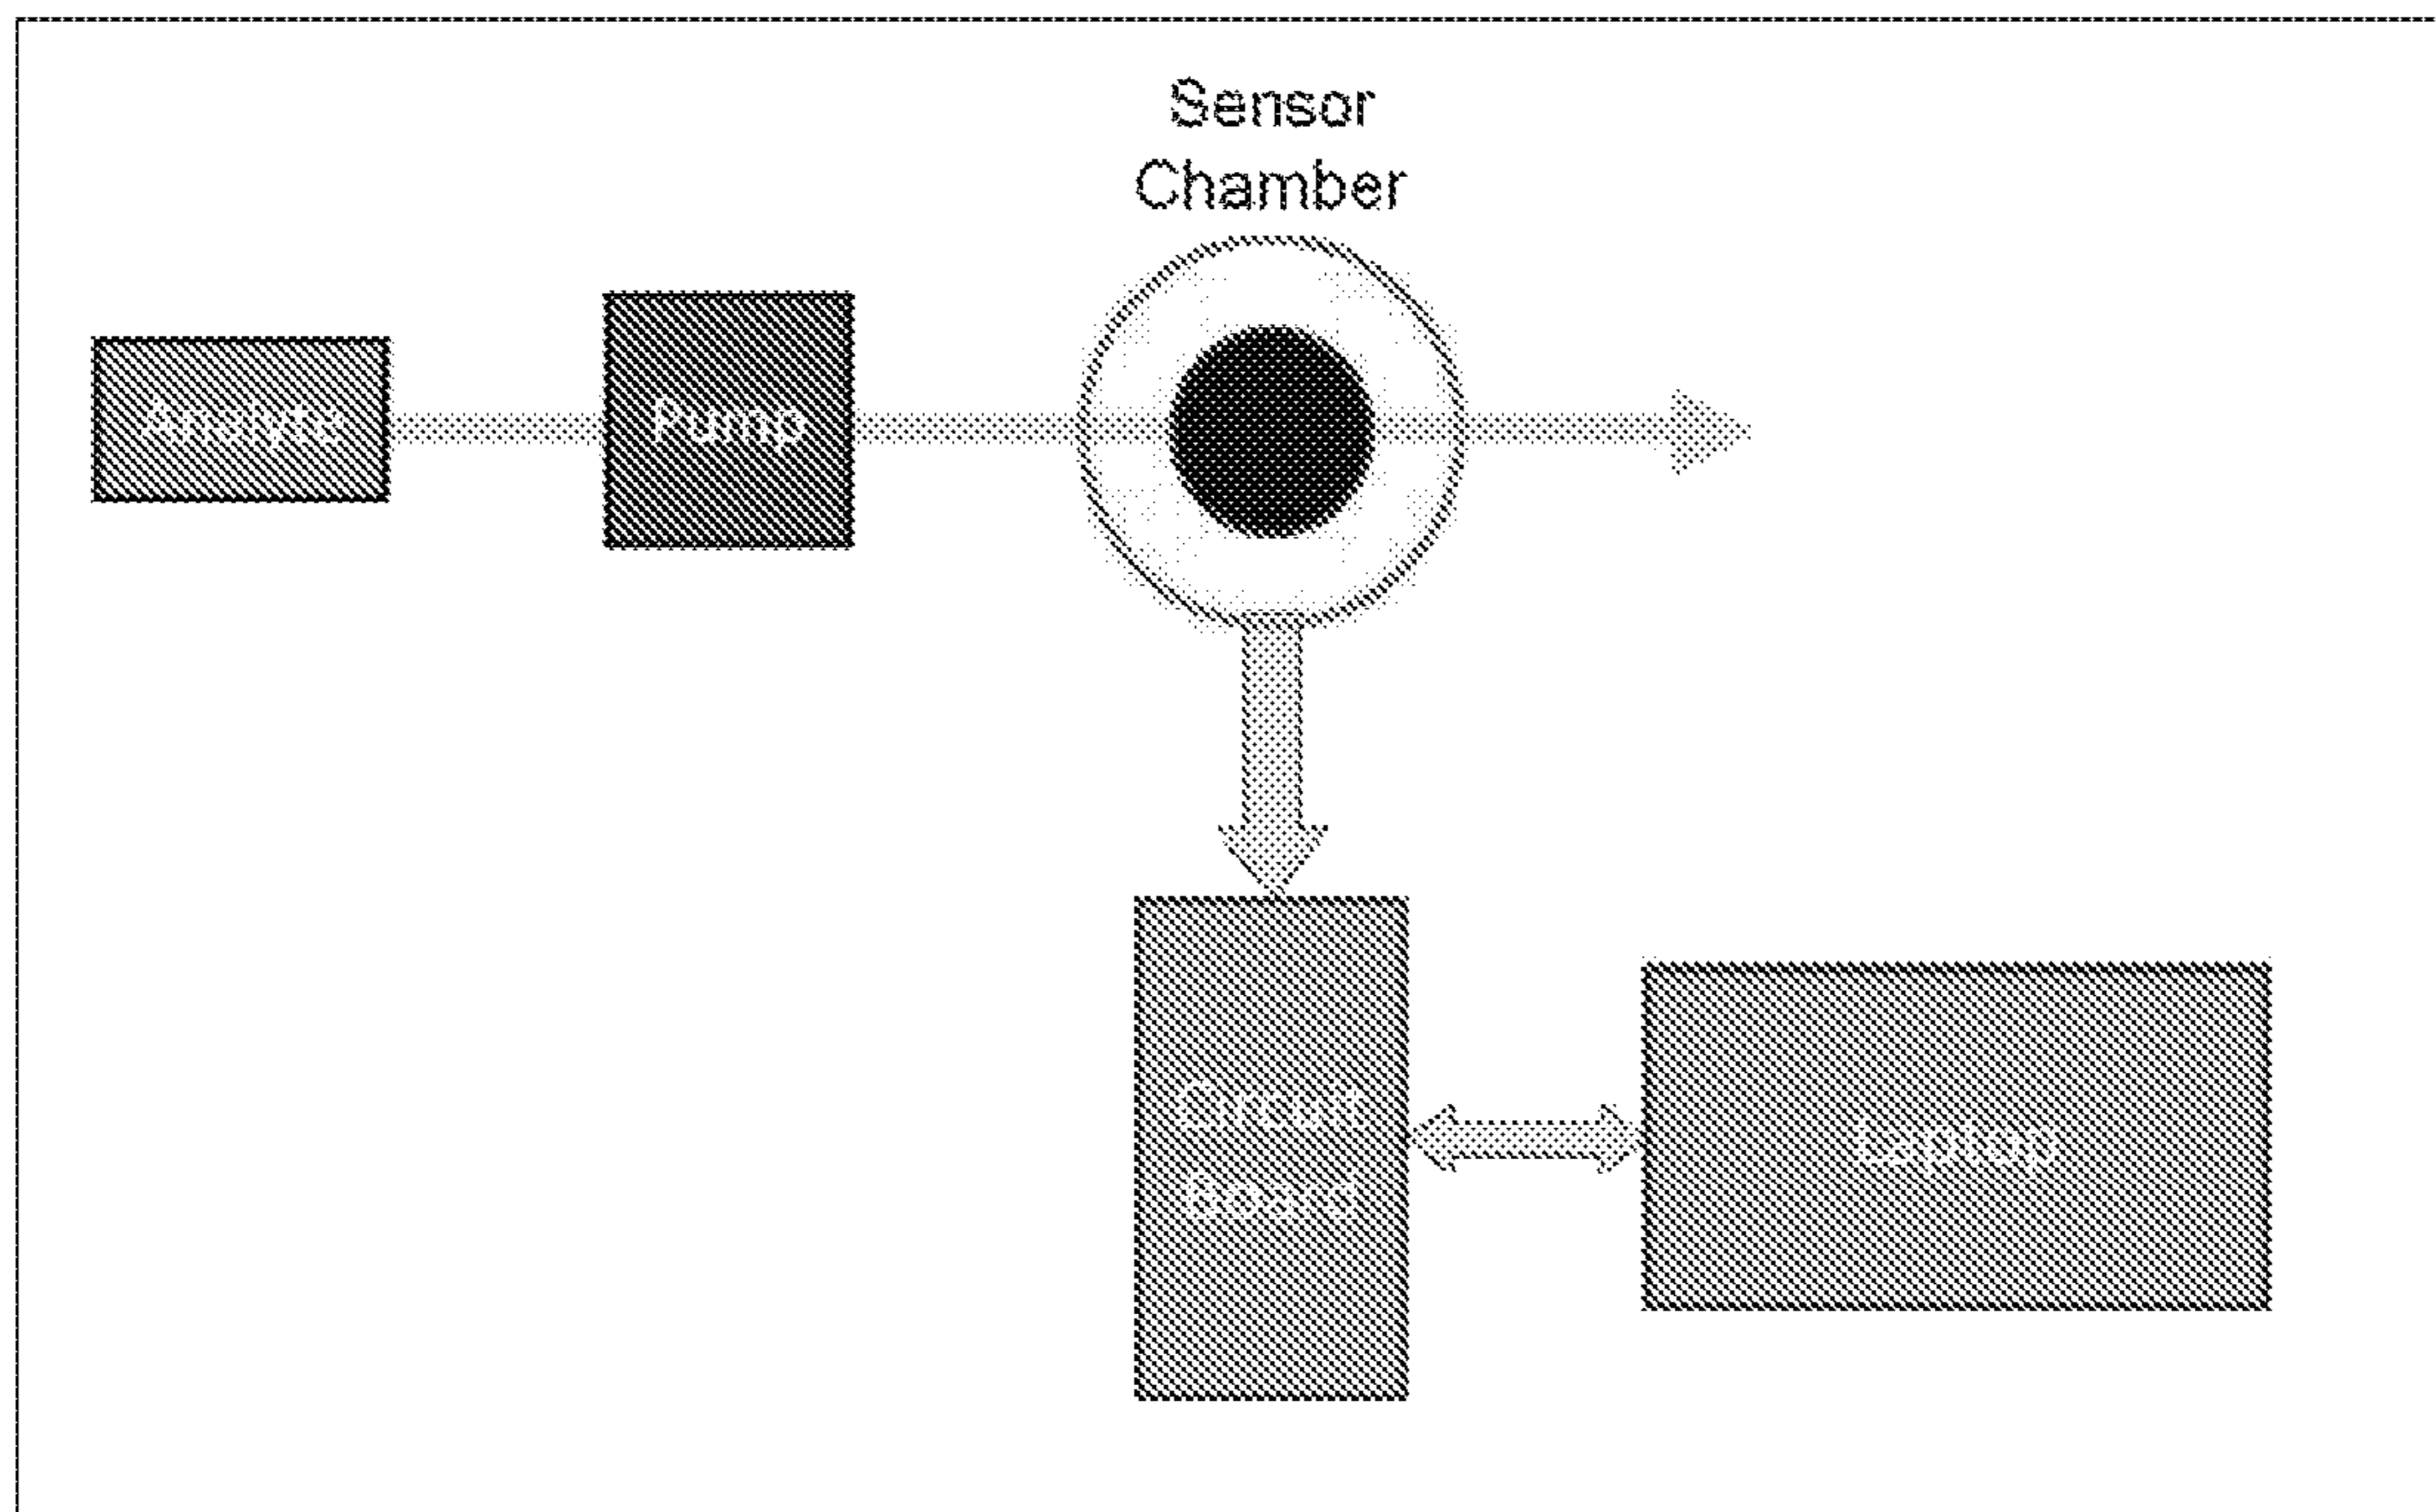 Sensor
Chamber
Analyte
Pump
Circuit
Board
Laptop